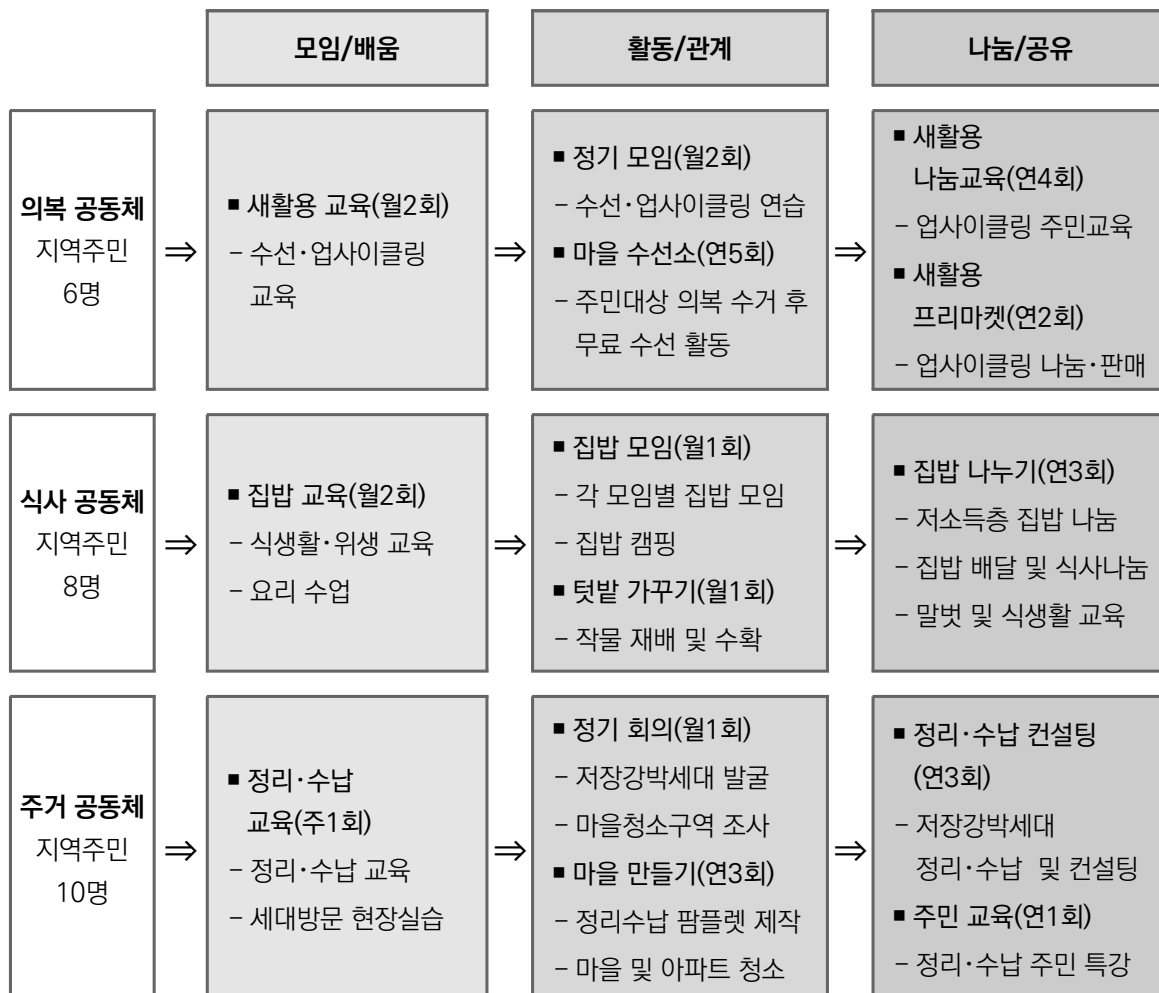 모임/배움
활동/관계
나눔/공유
의복 공동체
지역주민
6명
⇒
■ 새활용 교육(월2회)
– 수선·업사이클링
교육
⇒
■ 정기 모임(월2회)
– 수선·업사이클링 연습
■ 마을 수선소(연5회)
– 주민대상 의복 수거 후
무료 수선 활동
⇒
■ 새활용
나눔교육(연4회)
– 업사이클링 주민교육
■ 새활용
프리마켓(연2회)
– 업사이클링 나눔·판매
식사 공동체
지역주민
8명
⇒
■ 집밥 교육(월2회)
– 식생활·위생 교육
– 요리 수업
⇒
■ 집밥 모임(월1회)
– 각 모임별 집밥 모임
– 집밥 캠핑
■ 텃밭 가꾸기(월1회)
– 작물 재배 및 수확
⇒
■ 집밥 나누기(연3회)
– 저소득층 집밥 나눔
– 집밥 배달 및 식사나눔
– 말벗 및 식생활 교육
주거 공동체
지역주민
10명
⇒
■ 정리·수납
교육(주1회)
– 정리·수납 교육
– 세대방문 현장실습
⇒
■ 정기 회의(월1회)
– 저장강박세대 발굴
– 마을청소구역 조사
■ 마을 만들기(연3회)
– 정리수납 팜플렛 제작
– 마을 및 아파트 청소
⇒
■ 정리·수납 컨설팅
(연3회)
– 저장강박세대
정리·수납 및 컨설팅
■ 주민 교육(연1회)
– 정리·수납 주민 특강